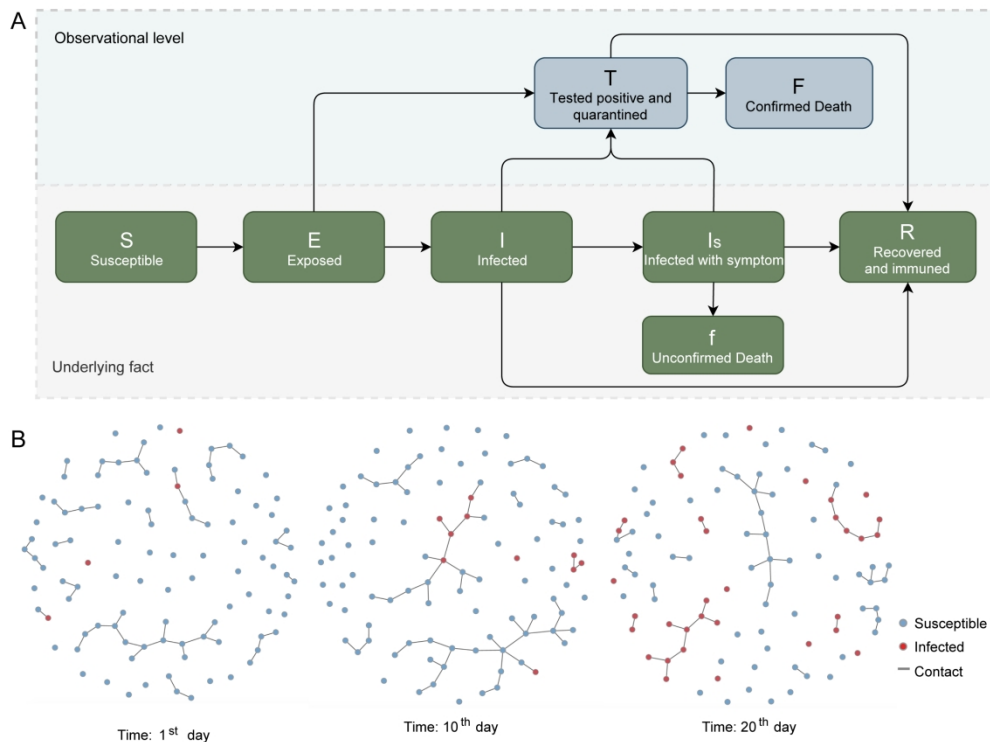 A
Observational level
T
Tested positive and
quarantined
F
Confirmed Death
S
Susceptible
E
Exposed
I
Infected
Is
Infected with symptom
R
Recovered
and immuned
f
Unconfirmed Death
Underlying fact
B
Susceptible
Infected
Contact
Time: 1st day
Time: 10th day
Time: 20th day